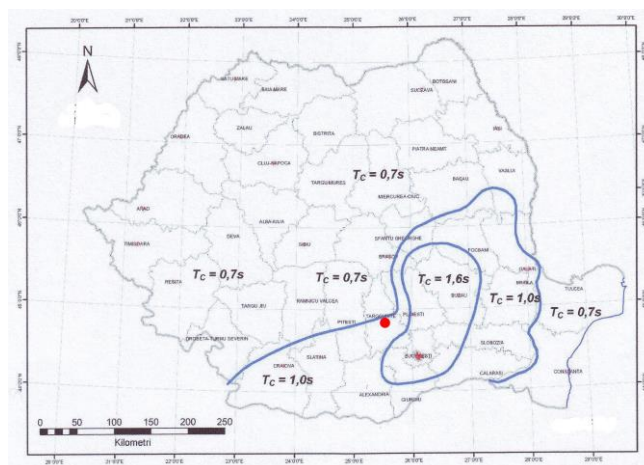 N
SATU MARE
BAIA MARE
BOTOSANI
SUCEAVA
ZALAU
ORADEA
BISTRITA
IASI
CLUJ-NAPOCA
PIATRA NEAMT
TARGU MURES
T_C = 0,7s
BACAU
VASLUI
MIERCUREA-CIUC
ARAD
ALBA-IULIA
DEVA
SIBIU
SFANTU GHEORGHE
BRASOV
FOCSANI
TIMISOARA
T_C = 0,7s
T_C = 0,7s
T_C = 1,6s
GALATI
BRAILA
RESITA
T_C = 1,0s
TULCEA
BUZAU
RAMNICU VALCEA
TARGU JIU
T_C = 0,7s
PITESTI
TARGOVISTE
PLOIESTI
DROBETA-TURNU SEVERIN
SLATINA
CRAIOVA
BUCURESTI
SLOBOZIA
CALARASI
CONSTANTA
T_C = 1,0s
ALEXANDRIA
GIURGIU
0 50 100 150 200 250
Kilometri